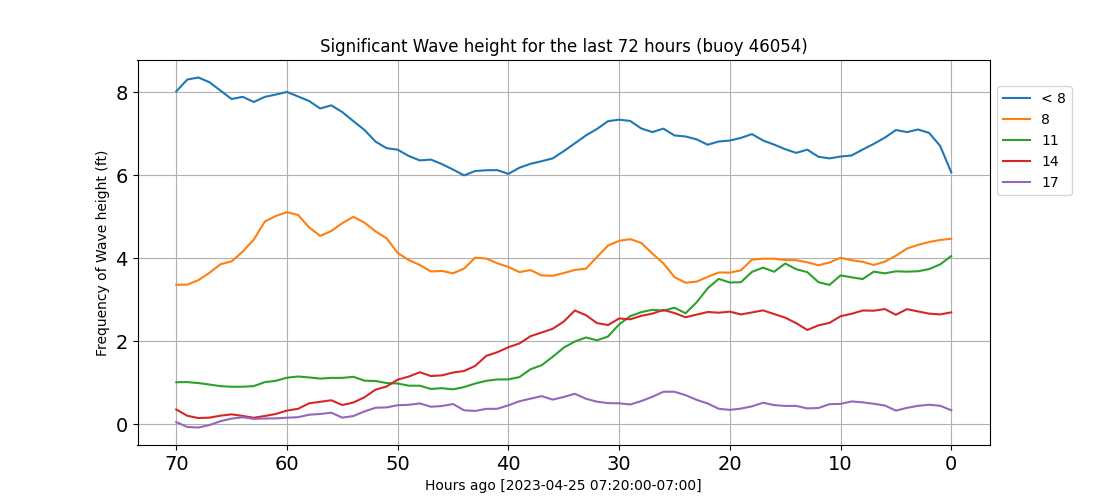 Significant Wave height for the last 72 hours (buoy 46054)
Frequency of Wave height (ft)
8
6
4
2
0
70 60 50 40 30 20 10 0
Hours ago [2023-04-25 07:20:00-07:00]
< 8
8
11
14
17